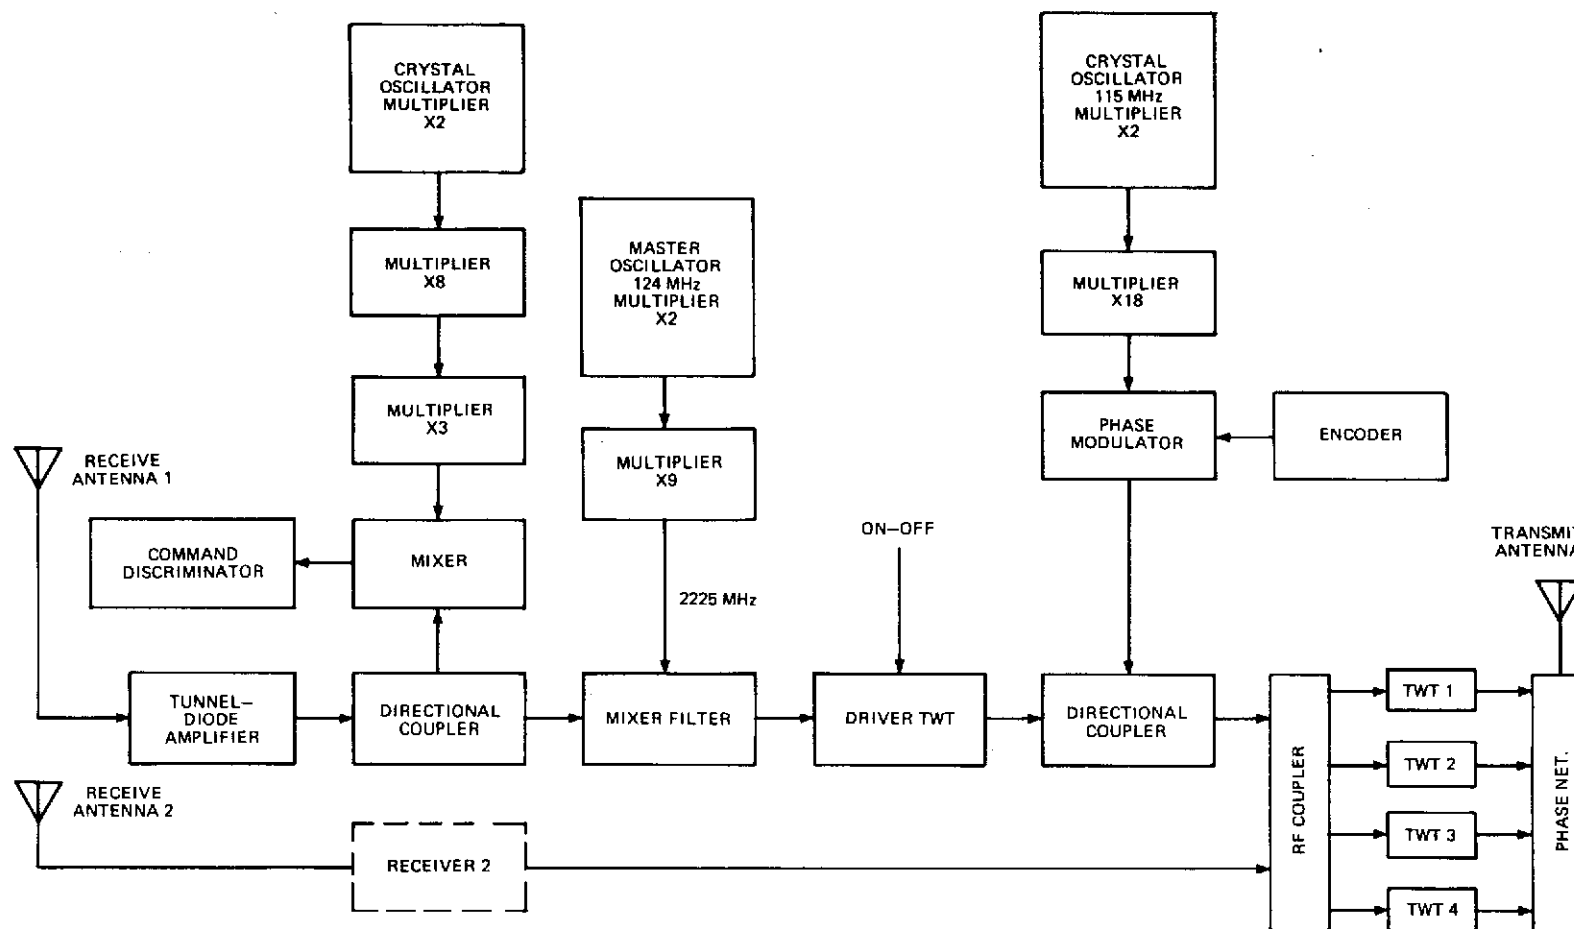 CRYSTAL
OSCILLATOR
MULTIPLIER
X2
CRYSTAL
OSCILLATOR
115 MHz
MULTIPLIER
X2
MULTIPLIER
X8
MASTER
OSCILLATOR
124 MHz
MULTIPLIER
X2
MULTIPLIER
X18
MULTIPLIER
X3
PHASE
MODULATOR
ENCODER
RECEIVE
ANTENNA 1
MULTIPLIER
X9
ON–OFF
COMMAND
DISCRIMINATOR
MIXER
TRANSMIT
ANTENNA
2225 MHz
TUNNEL–
DIODE
AMPLIFIER
DIRECTIONAL
COUPLER
MIXER FILTER
DRIVER TWT
DIRECTIONAL
COUPLER
TWT 1
TWT 2
TWT 3
TWT 4
RF COUPLER
PHASE NET.
RECEIVE
ANTENNA 2
RECEIVER 2